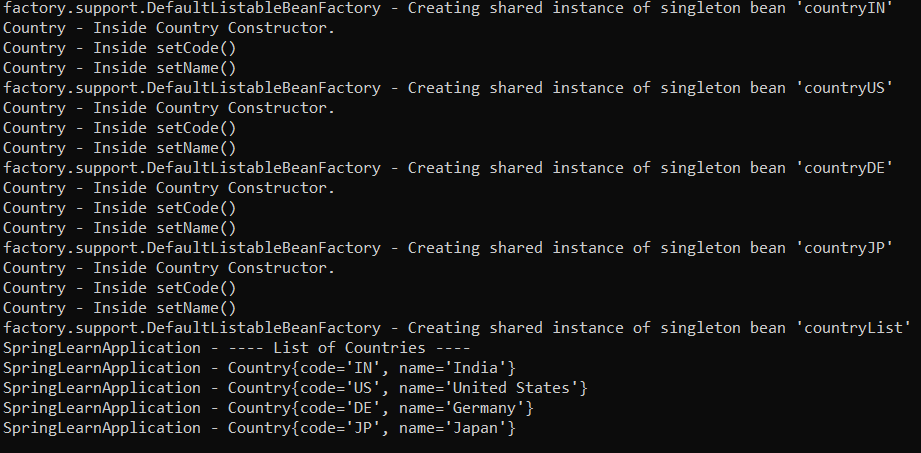 factory.support.DefaultListableBeanFactory - Creating shared instance of singleton bean 'countryIN'
Country - Inside Country Constructor.
Country - Inside setCode()
Country - Inside setName()
factory.support.DefaultListableBeanFactory - Creating shared instance of singleton bean 'countryUS'
Country - Inside Country Constructor.
Country - Inside setCode()
Country - Inside setName()
factory.support.DefaultListableBeanFactory - Creating shared instance of singleton bean 'countryDE'
Country - Inside Country Constructor.
Country - Inside setCode()
Country - Inside setName()
factory.support.DefaultListableBeanFactory - Creating shared instance of singleton bean 'countryJP'
Country - Inside Country Constructor.
Country - Inside setCode()
Country - Inside setName()
factory.support.DefaultListableBeanFactory - Creating shared instance of singleton bean 'countryList'
SpringLearnApplication - ---- List of Countries ----
SpringLearnApplication - Country{code='IN', name='India'}
SpringLearnApplication - Country{code='US', name='United States'}
SpringLearnApplication - Country{code='DE', name='Germany'}
SpringLearnApplication - Country{code='JP', name='Japan'}